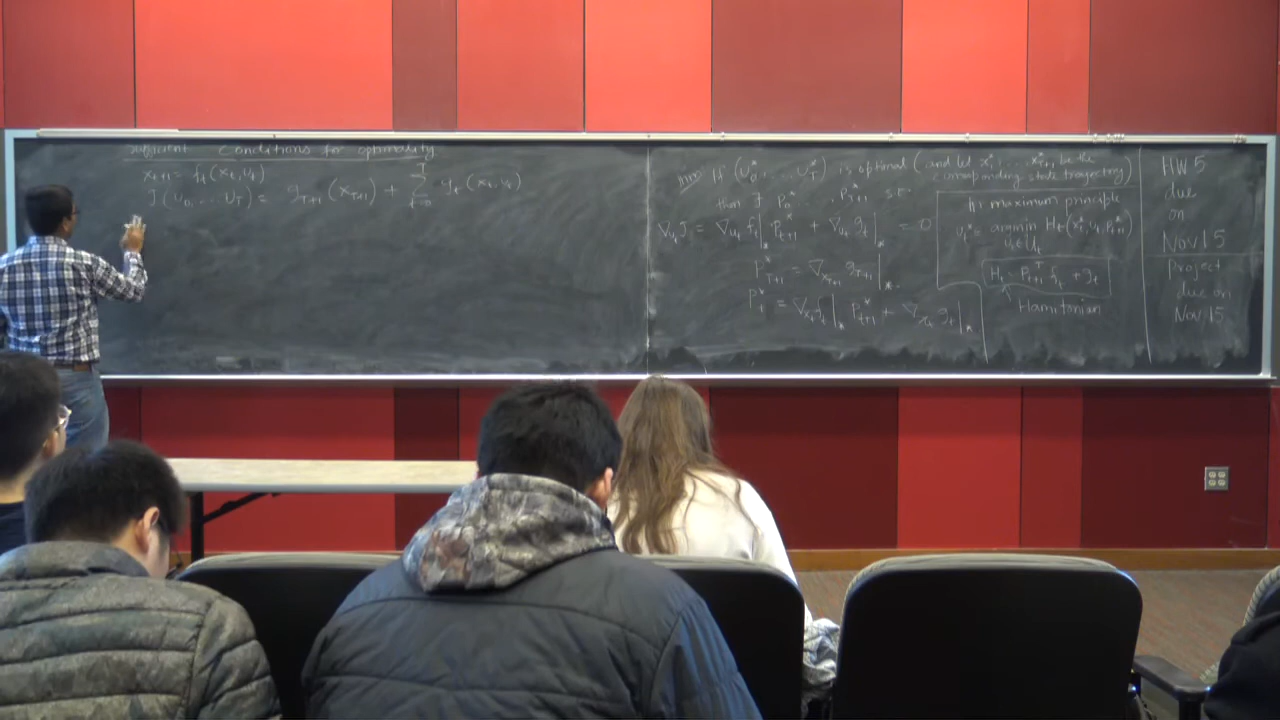 Sufficient Conditions for optimality
x_{t+1} = f_t(x_t, u_t)
J(U_0, ... U_T) = g_{T+1}(x_{T+1}) + Σ_{t=0}^{T} g_t(x_t, u_t)
If (U_0^*, ... U_T^*) is optimal (and let x_1^*, ... x_{T+1}^* be the
corresponding state trajectory)
then ∃ P_0^*, ... P_{T+1}^* s.t.
∇_{u_t} J = ∇_{u_t} f_t|_* P_{t+1}^* + ∇_{u_t} g_t|_* = 0
P_{T+1}^* = ∇_{x_{T+1}} g_{T+1}|_*
P_t^* = ∇_{x_t} f_t|_* P_{t+1}^* + ∇_{x_t} g_t|_*
In maximum principle
u_t^* = argmin H_t(x_t^*, u_t, P_{t+1}^*)
u_t ∈ U_t
H_t = P_{t+1}^T f_t + g_t
Hamiltonian
HW 5
due
on
Nov 15
Project
due on
Nov 15